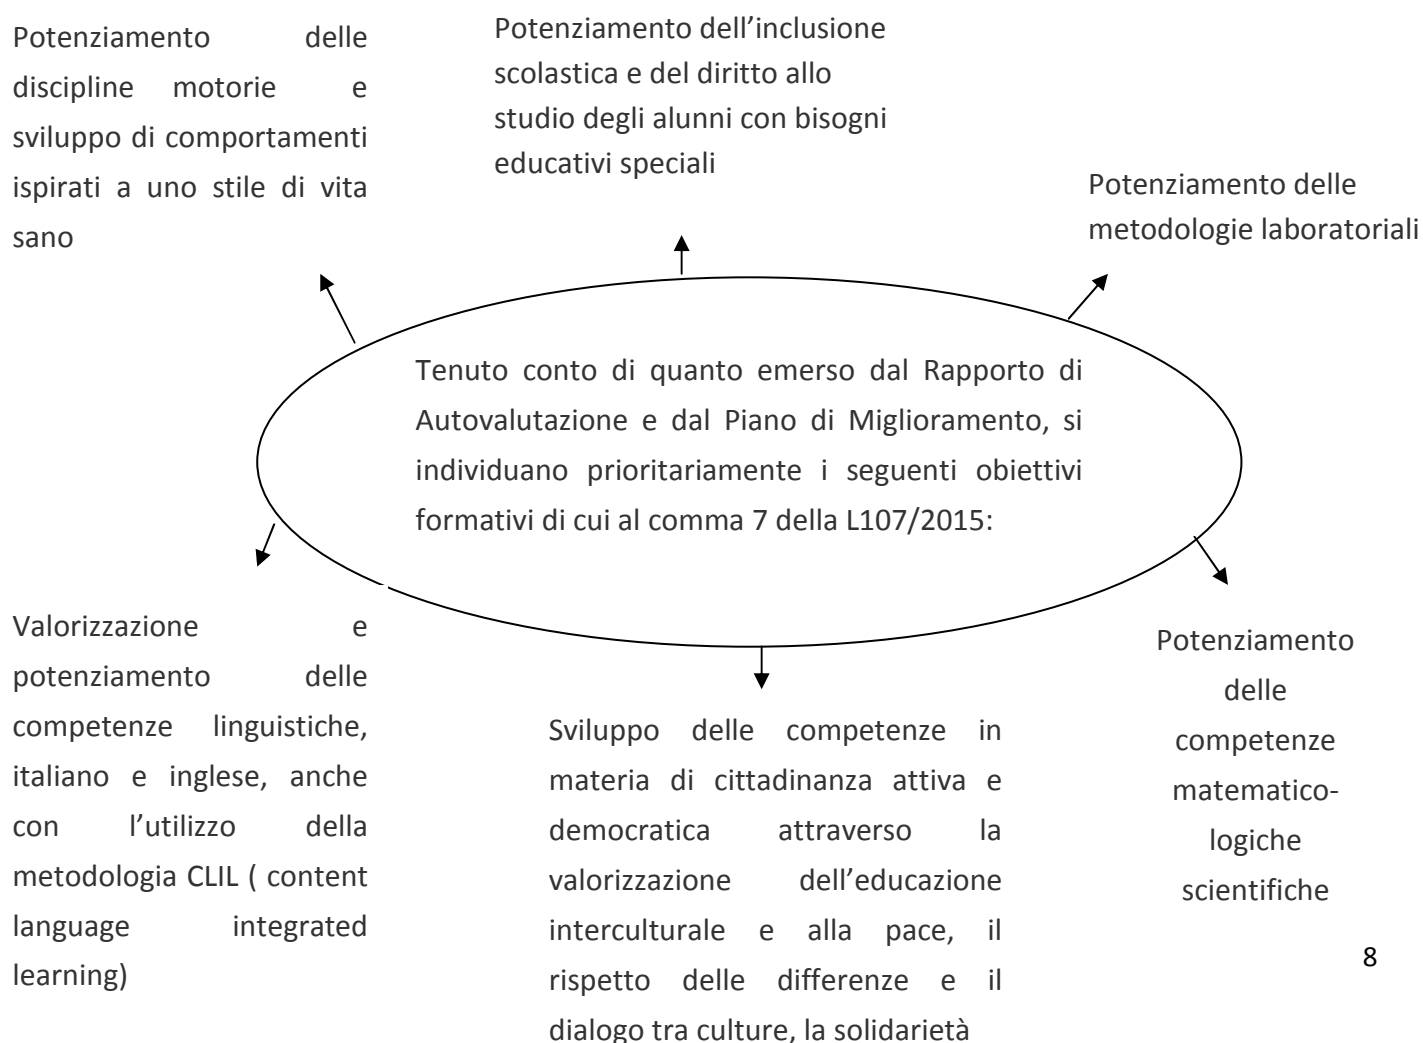 Potenziamento delle
discipline motorie e
sviluppo di comportamenti
ispirati a uno stile di vita
sano
Potenziamento dell’inclusione
scolastica e del diritto allo
studio degli alunni con bisogni
educativi speciali
Potenziamento delle
metodologie laboratoriali
Tenuto conto di quanto emerso dal Rapporto di
Autovalutazione e dal Piano di Miglioramento, si
individuano prioritariamente i seguenti obiettivi
formativi di cui al comma 7 della L107/2015:
Valorizzazione e
potenziamento delle
competenze linguistiche,
italiano e inglese, anche
con l’utilizzo della
metodologia CLIL ( content
language integrated
learning)
Sviluppo delle competenze in
materia di cittadinanza attiva e
democratica attraverso la
valorizzazione dell’educazione
interculturale e alla pace, il
rispetto delle differenze e il
dialogo tra culture, la solidarietà
Potenziamento
delle
competenze
matematico-
logiche
scientifiche
8